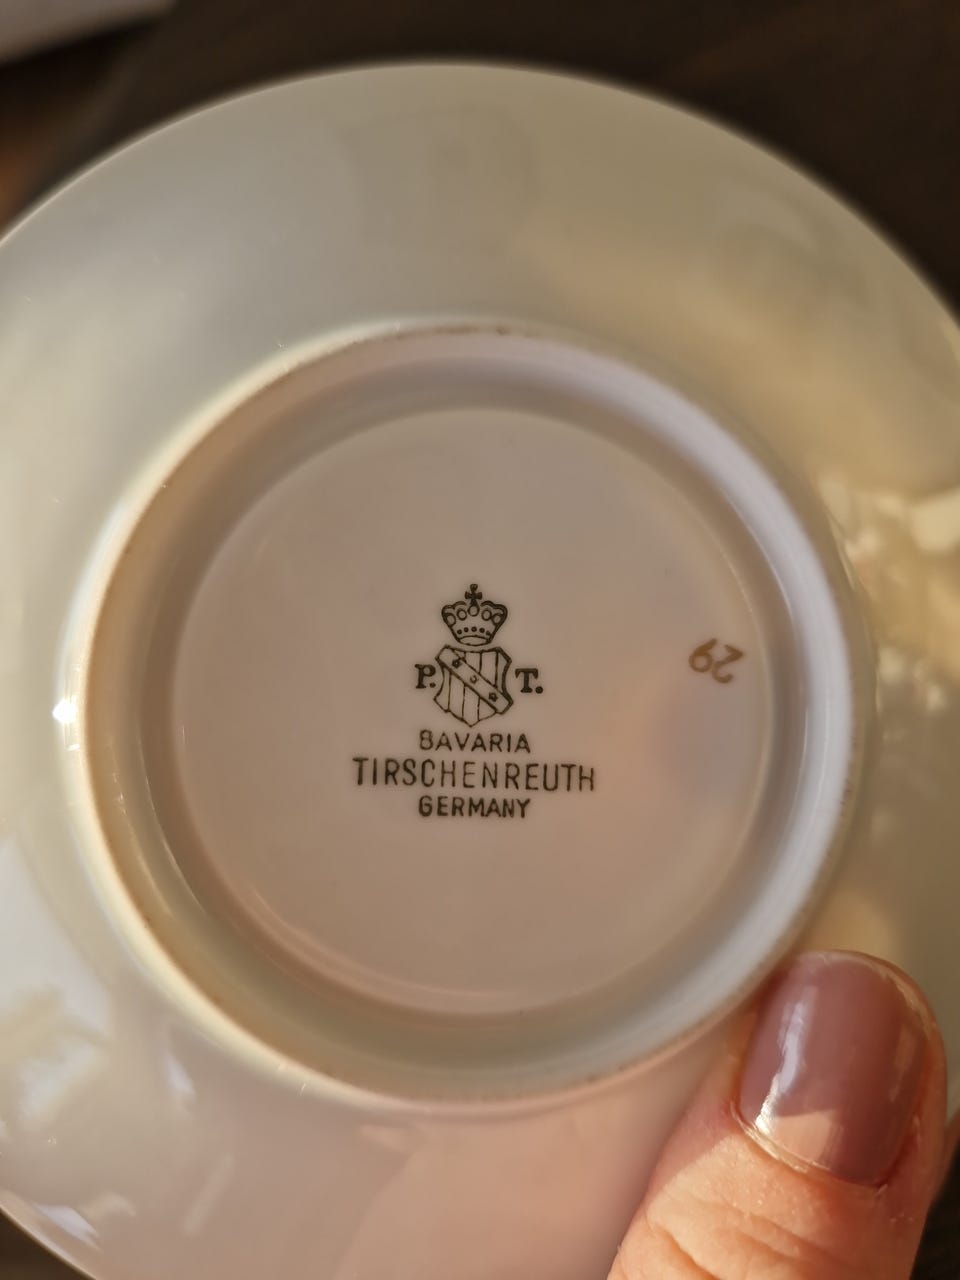 P. T.
BAVARIA
TIRSCHENREUTH
GERMANY
29